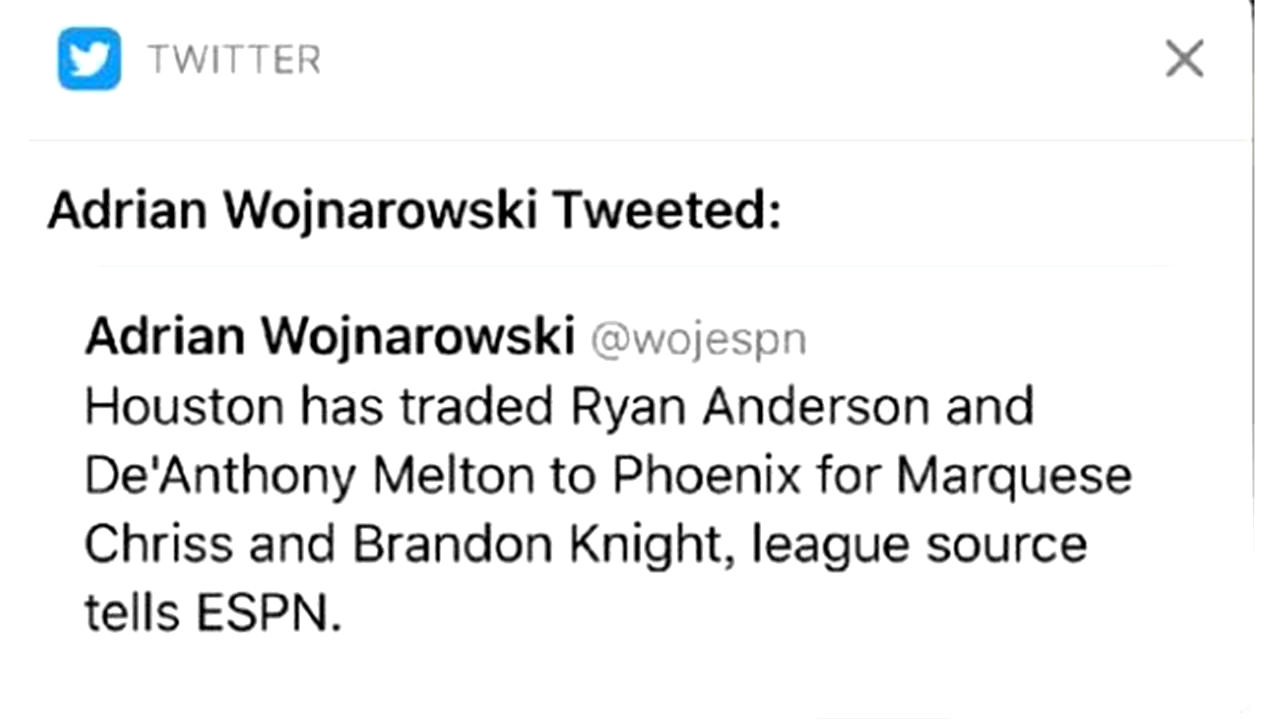 TWITTER
Adrian Wojnarowski Tweeted:
Adrian Wojnarowski @wojespn
Houston has traded Ryan Anderson and
De'Anthony Melton to Phoenix for Marquese
Chriss and Brandon Knight, league source
tells ESPN.